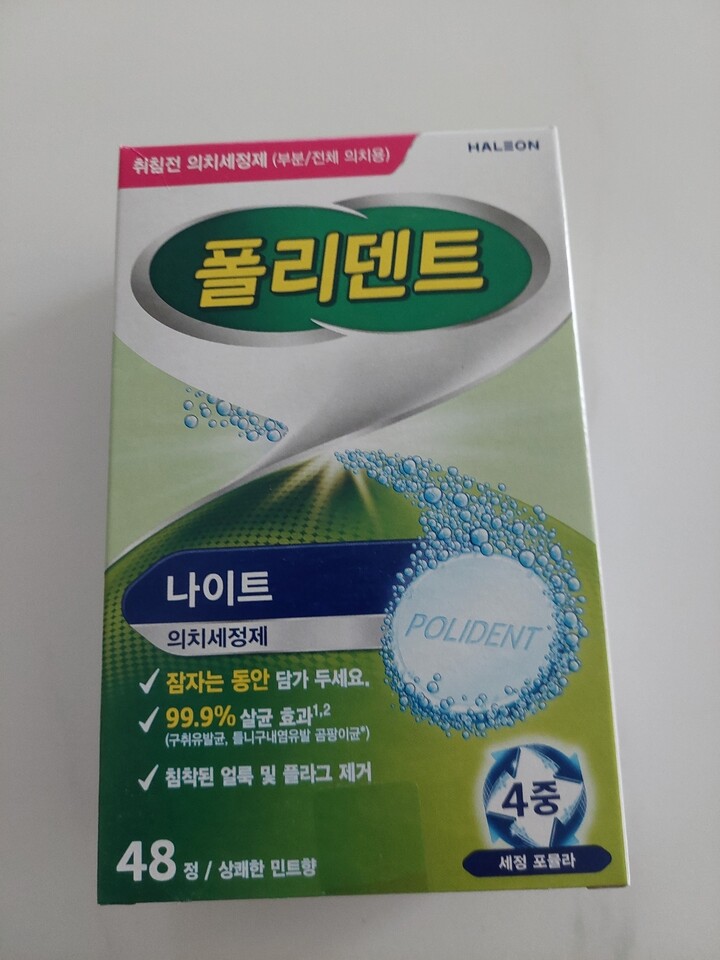 취침전 의치세정제 (부분/전체 의치용)
HALEON
폴리덴트
나이트
의치세정제
POLIDENT
✓ 잠자는 동안 담가 두세요.
✓ 99.9% 살균 효과1,2
(구취유발균, 틀니구내염유발 곰팡이균*)
✓ 침착된 얼룩 및 플라그 제거
4중
세정 포뮬라
48 정 / 상쾌한 민트향